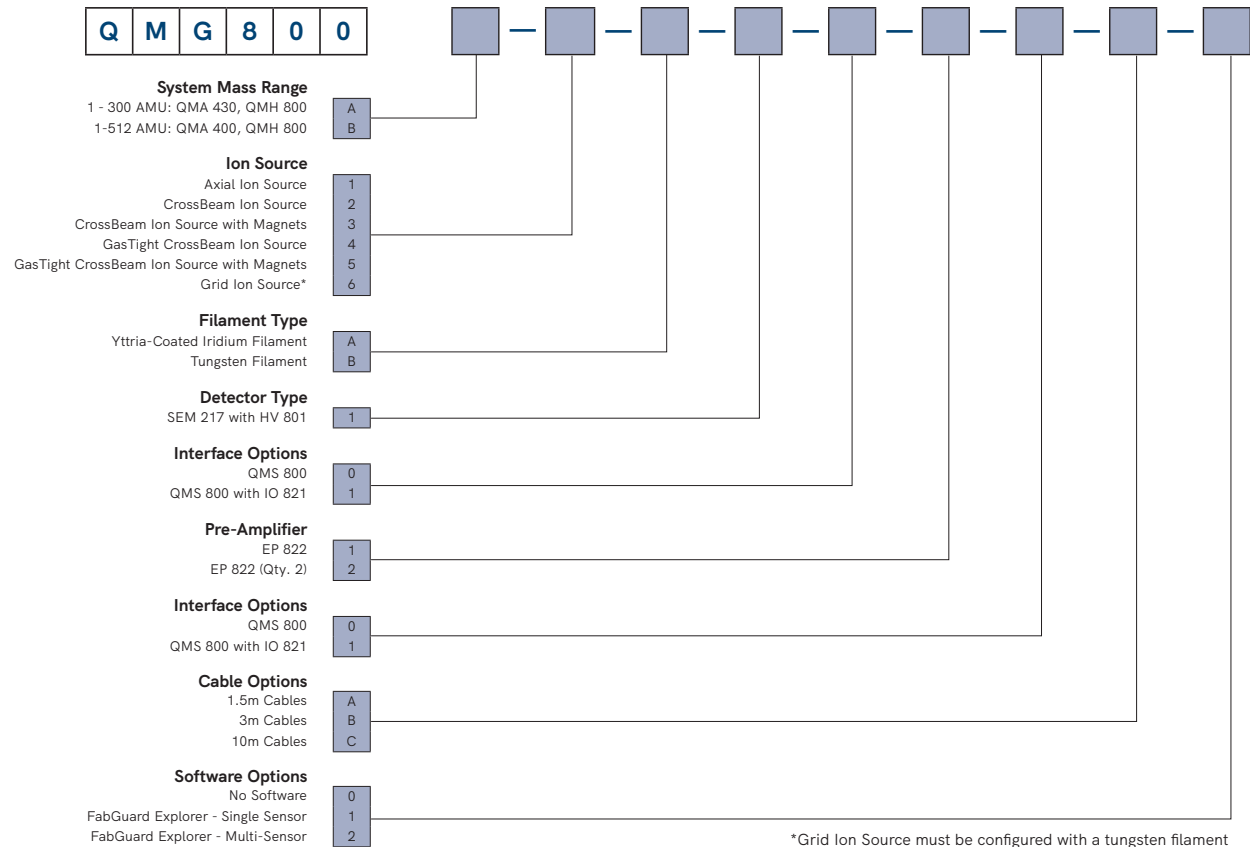 QMG800
System Mass Range
1 - 300 AMU: QMA 430, QMH 800 A
1-512 AMU: QMA 400, QMH 800 B
Ion Source
Axial Ion Source 1
CrossBeam Ion Source 2
CrossBeam Ion Source with Magnets 3
GasTight CrossBeam Ion Source 4
GasTight CrossBeam Ion Source with Magnets 5
Grid Ion Source* 6
Filament Type
Yttria-Coated Iridium Filament A
Tungsten Filament B
Detector Type
SEM 217 with HV 801 1
Interface Options
QMS 800 0
QMS 800 with IO 821 1
Pre-Amplifier
EP 822 1
EP 822 (Qty. 2) 2
Interface Options
QMS 800 0
QMS 800 with IO 821 1
Cable Options
1.5m Cables A
3m Cables B
10m Cables C
Software Options
No Software 0
FabGuard Explorer - Single Sensor 1
FabGuard Explorer - Multi-Sensor 2
*Grid Ion Source must be configured with a tungsten filament